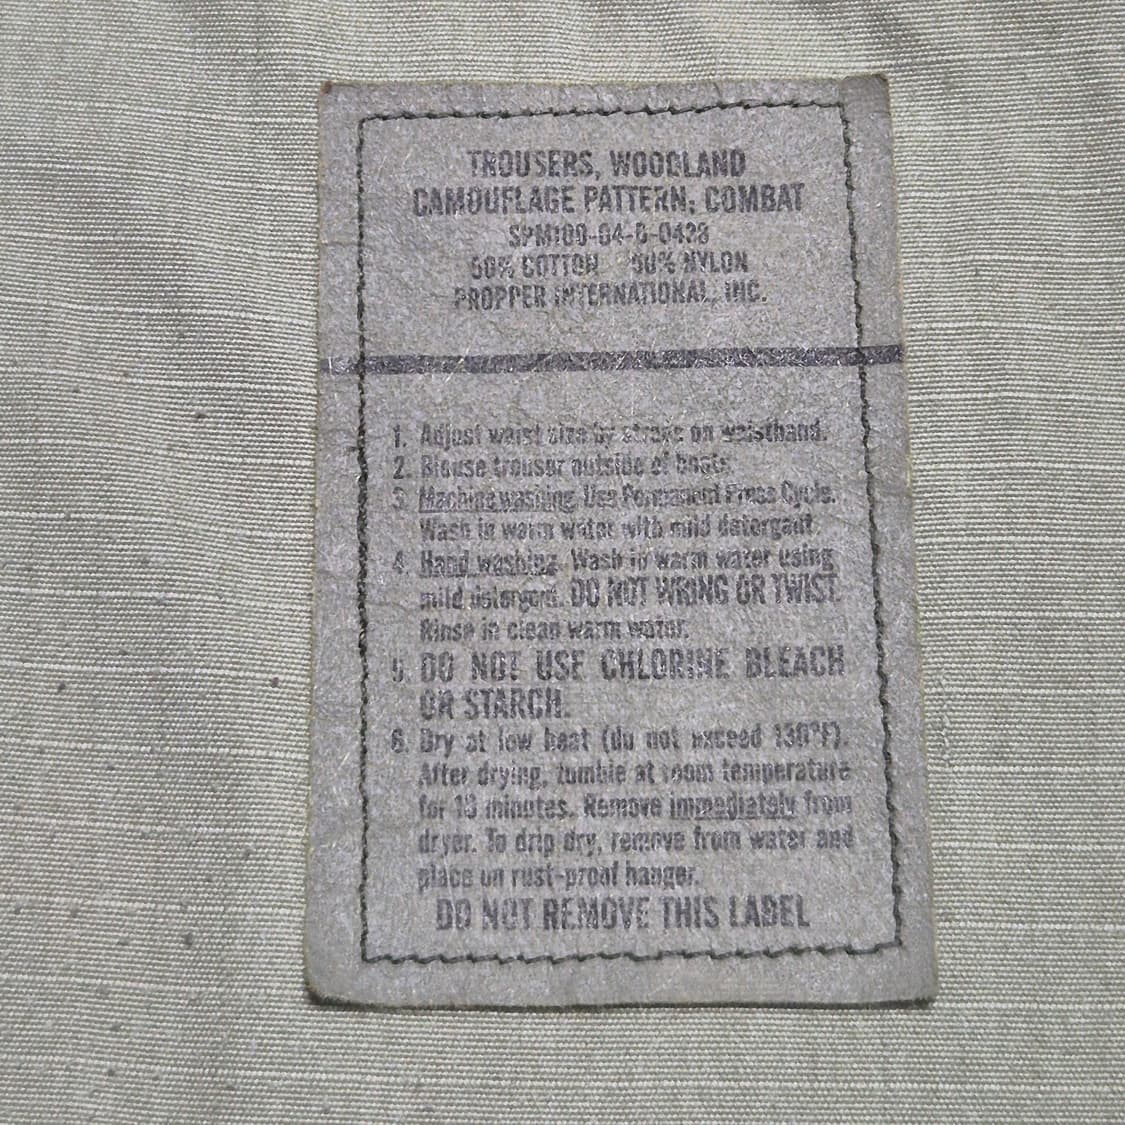 TROUSERS, WOODLAND
CAMOUFLAGE PATTERN; COMBAT
SPM100-04-D-0428
50% COTTON 50% NYLON
PROPPER INTERNATIONAL, INC.
1. Adjust waist size by straps on waistband.
2. Blouse trouser outside of boots.
3. Machine washing. Use Permanent Press Cycle.
Wash in warm water with mild detergent.
4. Hand washing. Wash in warm water using
mild detergent. DO NOT WRING OR TWIST.
Rinse in clean warm water.
5. DO NOT USE CHLORINE BLEACH
OR STARCH.
6. Dry at low heat (do not exceed 130°F).
After drying, tumble at room temperature
for 10 minutes. Remove immediately from
dryer. To drip dry, remove from water and
place on rust-proof hanger.
DO NOT REMOVE THIS LABEL